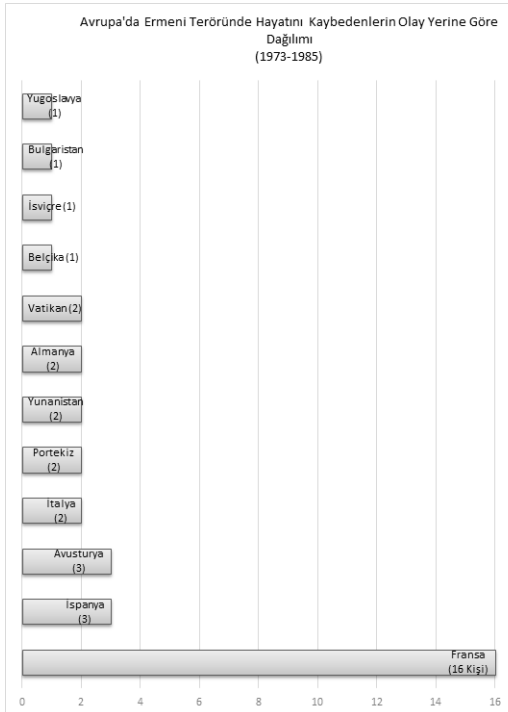 Avrupa'da Ermeni Teröründe Hayatını Kaybedenlerin Olay Yerine Göre
Dağılımı
(1973-1985)
Yugoslavya
(1)
Bulgaristan
(1)
İsviçre (1)
Belçika (1)
Vatikan (2)
Almanya
(2)
Yunanistan
(2)
Portekiz
(2)
İtalya
(2)
Avusturya
(3)
İspanya
(3)
Fransa
(16 Kişi)
0 2 4 6 8 10 12 14 16